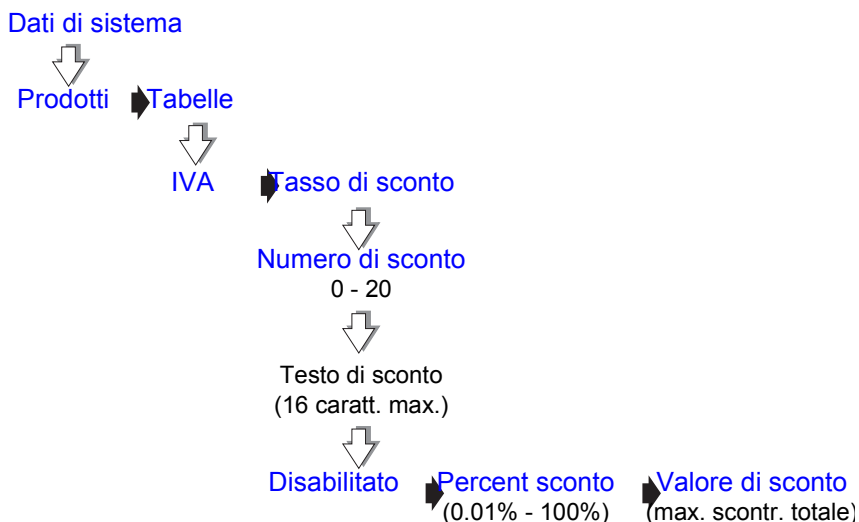 Dati di sistema
Prodotti Tabelle
IVA Tasso di sconto
Numero di sconto
0 - 20
Testo di sconto
(16 caratt. max.)
Disabilitato Percent sconto Valore di sconto
(0.01% - 100%) (max. scontr. totale)